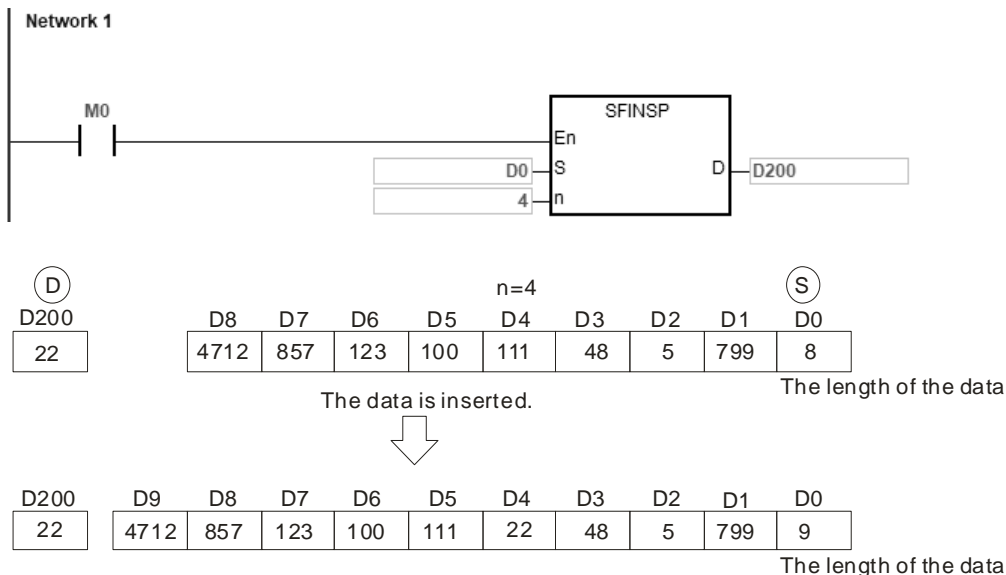 Network 1
M0
SFINSP
En
D0 S D D200
4 n
D n=4 S
D200 D8 D7 D6 D5 D4 D3 D2 D1 D0
22 4712 857 123 100 111 48 5 799 8
The length of the data
The data is inserted.
D200 D9 D8 D7 D6 D5 D4 D3 D2 D1 D0
22 4712 857 123 100 111 22 48 5 799 9
The length of the data